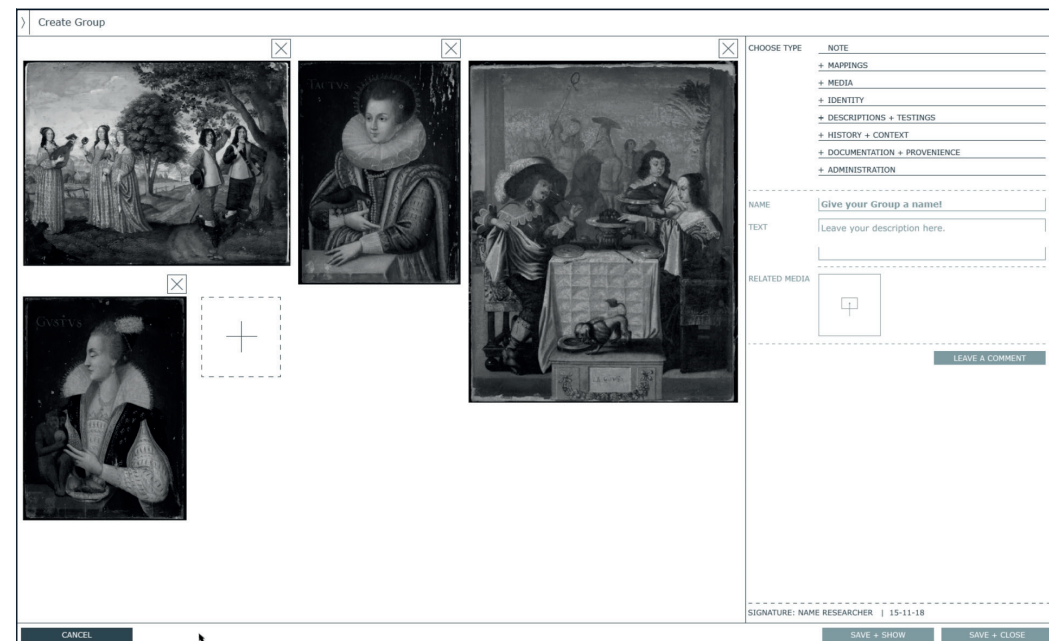 Create Group
TACTVS
GVSTVS
CHOOSE TYPE
NOTE
+ MAPPINGS
+ MEDIA
+ IDENTITY
+ DESCRIPTIONS + TESTINGS
+ HISTORY + CONTEXT
+ DOCUMENTATION + PROVENIENCE
+ ADMINISTRATION
NAME
Give your Group a name!
TEXT
Leave your description here.
RELATED MEDIA
LEAVE A COMMENT
SIGNATURE: NAME RESEARCHER | 15-11-18
CANCEL
SAVE + SHOW
SAVE + CLOSE